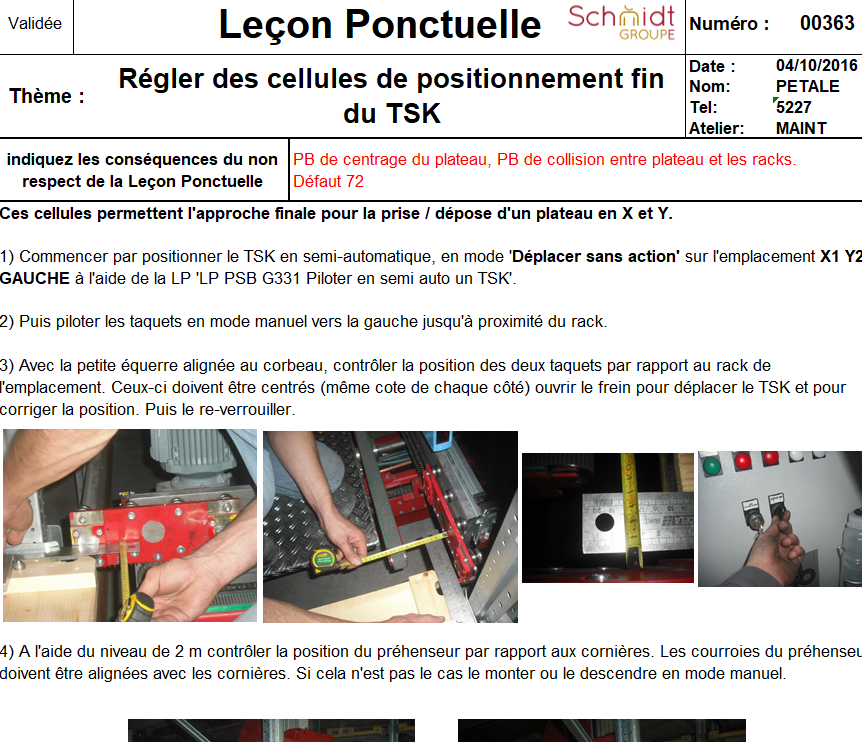 Validée
Leçon Ponctuelle
Schmidt
GROUPE
Numéro : 00363
Thème :
Régler des cellules de positionnement fin
du TSK
Date : 04/10/2016
Nom: PETALE
Tel: 5227
Atelier: MAINT
indiquez les conséquences du non
respect de la Leçon Ponctuelle
PB de centrage du plateau, PB de collision entre plateau et les racks.
Défaut 72
Ces cellules permettent l'approche finale pour la prise / dépose d'un plateau en X et Y.
1) Commencer par positionner le TSK en semi-automatique, en mode 'Déplacer sans action' sur l'emplacement X1 Y2
GAUCHE à l'aide de la LP 'LP PSB G331 Piloter en semi auto un TSK'.
2) Puis piloter les taquets en mode manuel vers la gauche jusqu'à proximité du rack.
3) Avec la petite équerre alignée au corbeau, contrôler la position des deux taquets par rapport au rack de
l'emplacement. Ceux-ci doivent être centrés (même cote de chaque côté) ouvrir le frein pour déplacer le TSK et pour
corriger la position. Puis le re-verrouiller.
4) A l'aide du niveau de 2 m contrôler la position du préhenseur par rapport aux cornières. Les courroies du préhenseu
doivent être alignées avec les cornières. Si cela n'est pas le cas le monter ou le descendre en mode manuel.